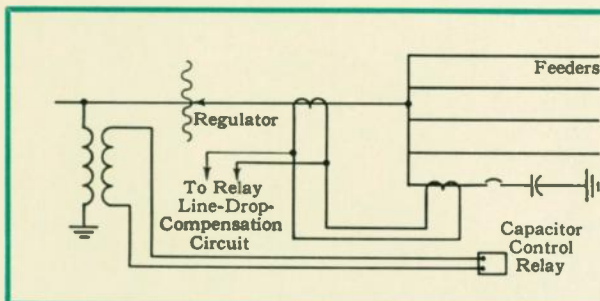 Feeders
Regulator
To Relay
Line-Drop-
Compensation
Circuit
Capacitor
Control
Relay